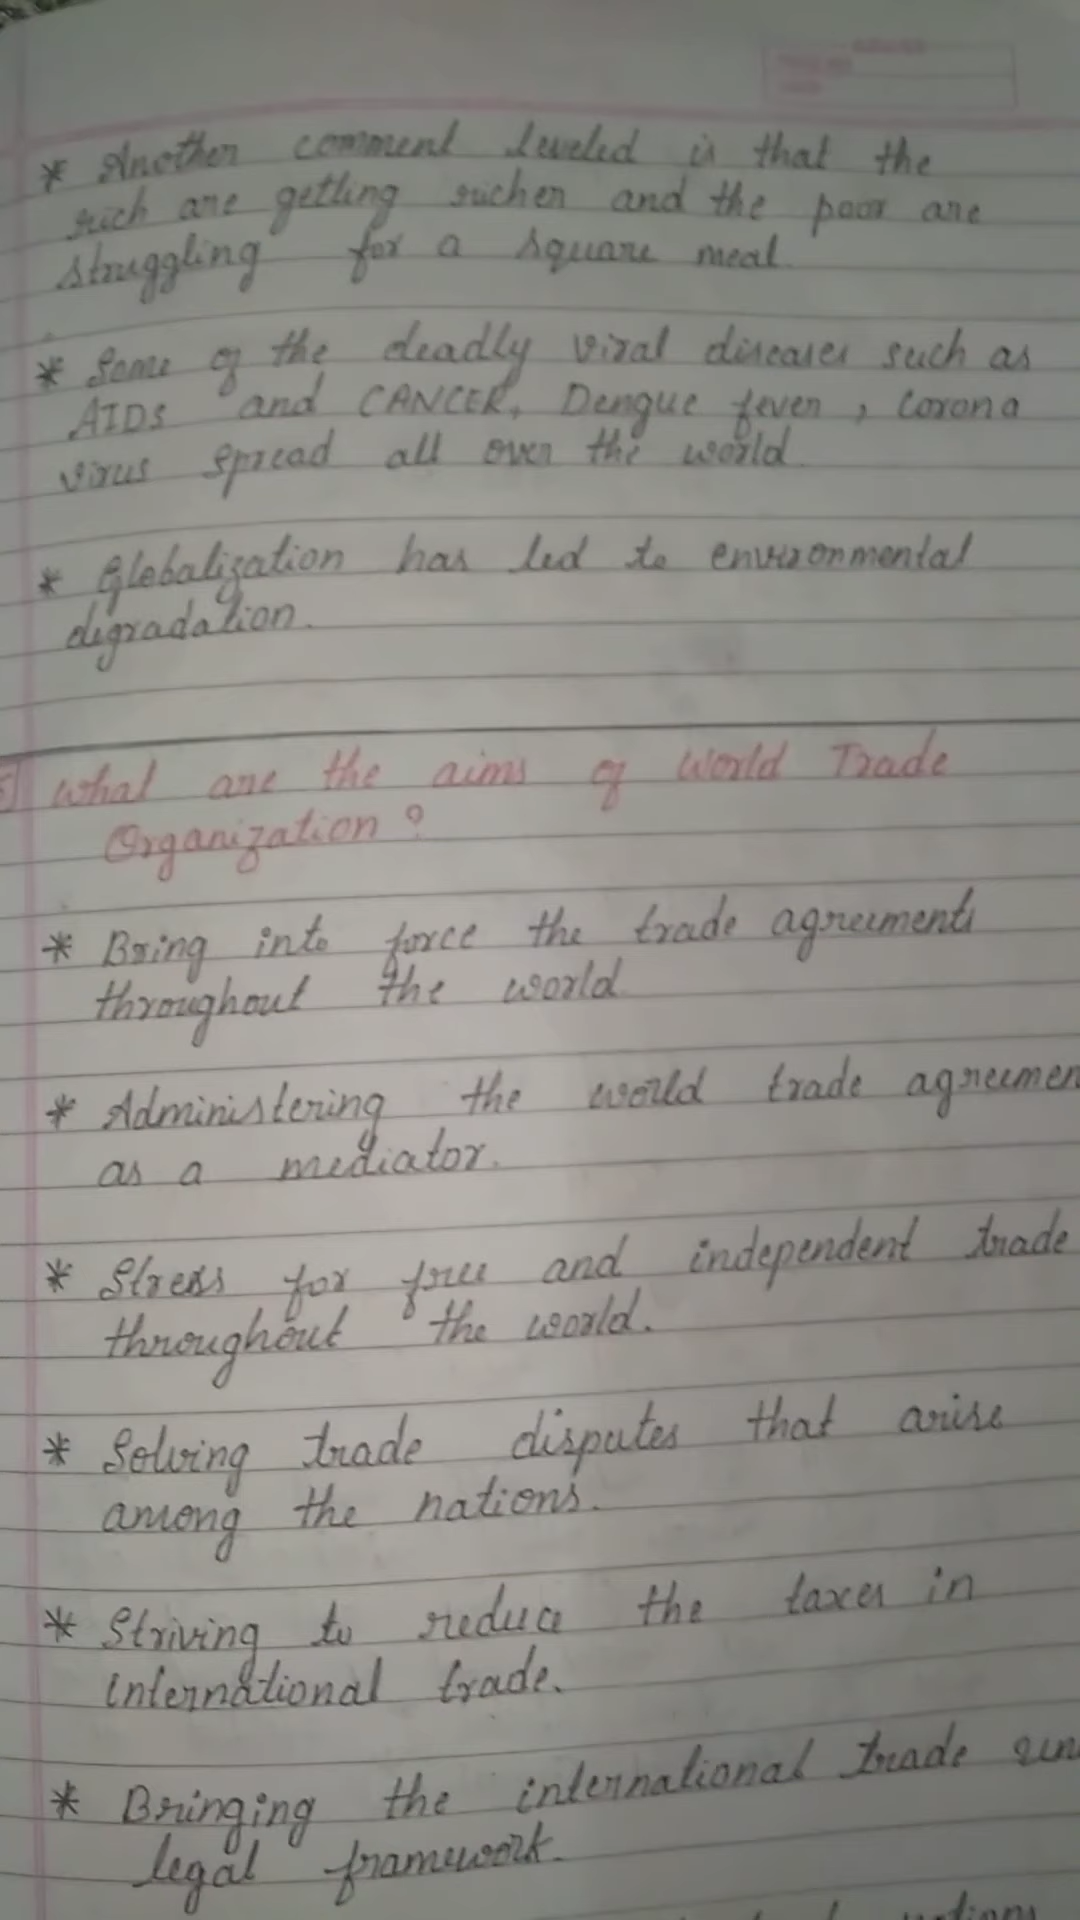 * Another comment leveled is that the
rich are getting richer and the poor are
struggling for a square meal.
* Some of the deadly viral diseases such as
AIDS and CANCER, Dengue fever, Corona
virus spread all over the world.
* Globalization has led to environmental
degradation.
What are the aims of World Trade
Organization?
* Bring into force the trade agreements
throughout the world.
* Administering the world trade agreemen
as a mediator.
* Stress for free and independent trade
throughout the world.
* Solving trade disputes that arise
among the nations.
* Striving to reduce the taxes in
international trade.
* Bringing the international trade
legal framework.